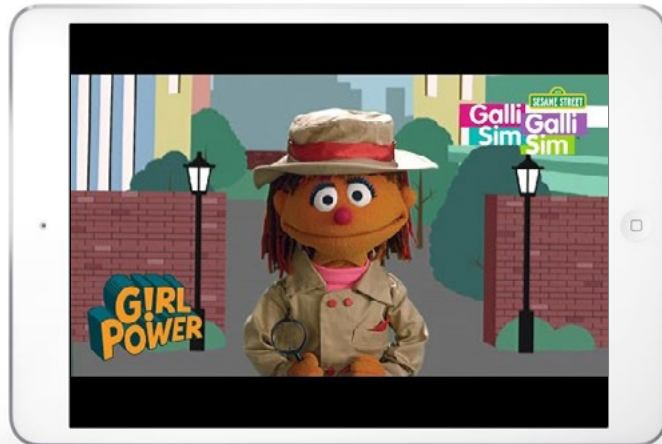 SESAME STREET
Galli Galli
Sim Sim
G!RL
POWER